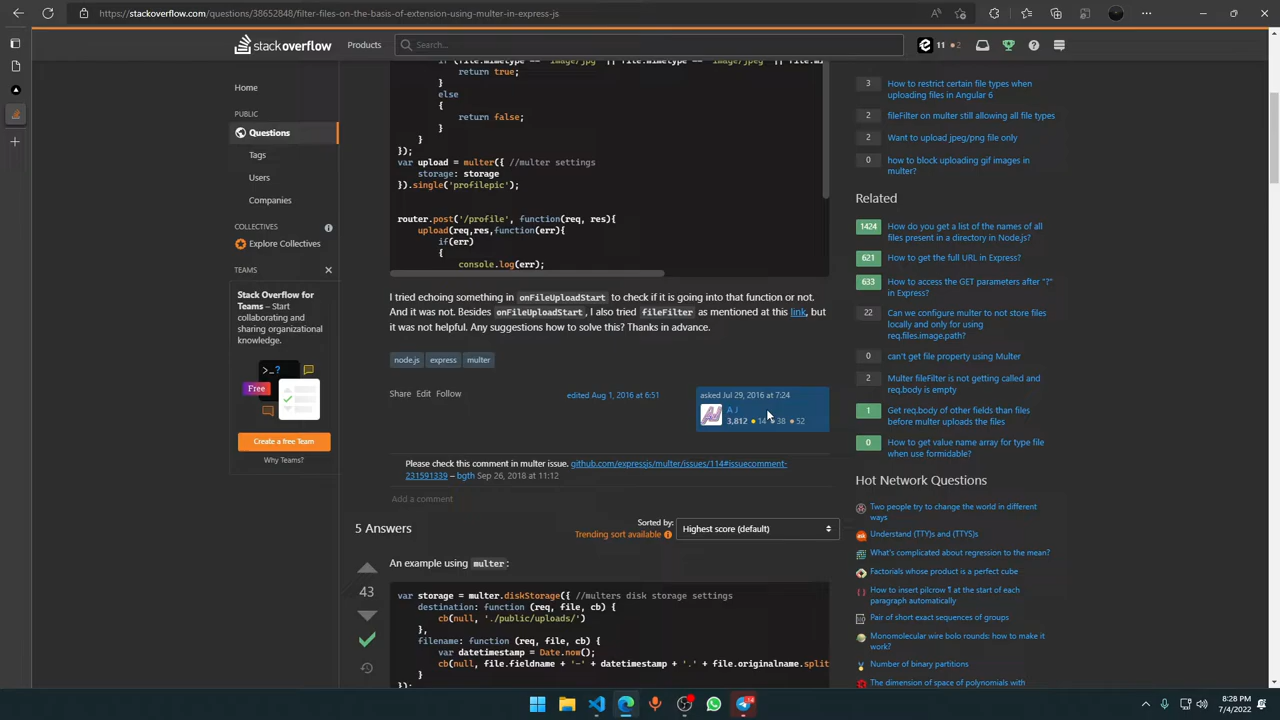 https://stackoverflow.com/questions/38652848/filter-files-on-the-basis-of-extension-using-multer-in-express-js
stackoverflow
Products
Search...
11 2
Home
PUBLIC
Questions
Tags
Users
Companies
COLLECTIVES
Explore Collectives
TEAMS
Stack Overflow for
Teams – Start
collaborating and
sharing organizational
knowledge.
>_?
Free
Create a free Team
Why Teams?
return true;
}
else
{
return false;
}
}
});
var upload = multer({ //multer settings
storage: storage
}).single('profilepic');
router.post('/profile', function(req, res){
upload(req,res,function(err){
if(err)
{
console.log(err);
I tried echoing something in onFileUploadStart to check if it is going into that function or not.
And it was not. Besides onFileUploadStart, I also tried fileFilter as mentioned at this link, but
it was not helpful. Any suggestions how to solve this? Thanks in advance.
node.js express multer
Share Edit Follow
edited Aug 1, 2016 at 6:51
asked Jul 29, 2016 at 7:24
A J
3,812 14 38 52
Please check this comment in multer issue. github.com/expressjs/multer/issues/114#issuecomment-
231591339 – bgth Sep 26, 2018 at 11:12
Add a comment
5 Answers
Sorted by:
Trending sort available
Highest score (default)
43
An example using multer:
var storage = multer.diskStorage({ //multers disk storage settings
destination: function (req, file, cb) {
cb(null, './public/uploads/')
},
filename: function (req, file, cb) {
var datetimestamp = Date.now();
cb(null, file.fieldname + '-' + datetimestamp + '.' + file.originalname.split
}
});
3 How to restrict certain file types when
uploading files in Angular 6
2 fileFilter on multer still allowing all file types
2 Want to upload jpeg/png file only
0 how to block uploading gif images in
multer?
Related
1424 How do you get a list of the names of all
files present in a directory in Node.js?
621 How to get the full URL in Express?
633 How to access the GET parameters after "?"
in Express?
22 Can we configure multer to not store files
locally and only for using
req.files.image.path?
0 can't get file property using Multer
2 Multer fileFilter is not getting called and
req.body is empty
1 Get req.body of other fields than files
before multer uploads the files
0 How to get value name array for type file
when use formidable?
Hot Network Questions
Two people try to change the world in different
ways
Understand (TTY)s and (TTYS)s
What's complicated about regression to the mean?
Factorials whose product is a perfect cube
How to insert pilcrow ¶ at the start of each
paragraph automatically
Pair of short exact sequences of groups
Monomolecular wire bolo rounds: how to make it
work?
Number of binary partitions
The dimension of space of polynomials with
8:28 PM
7/4/2022